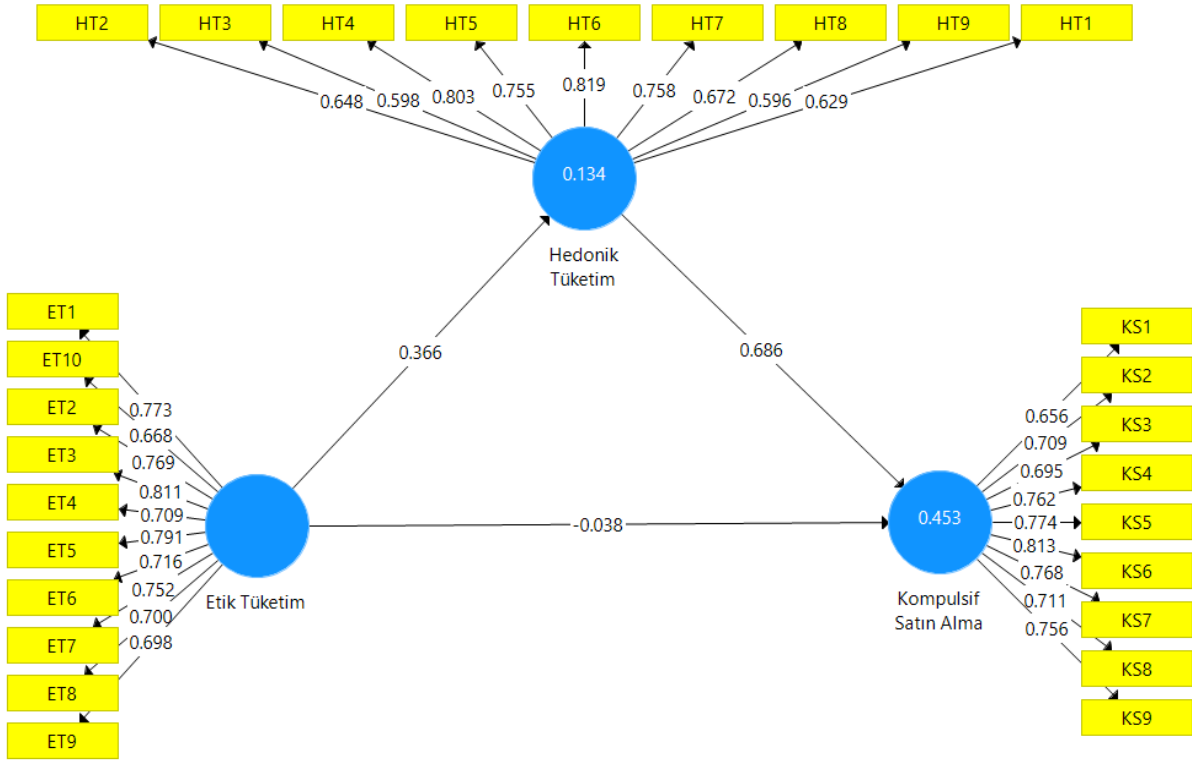 HT2
HT3
HT4
HT5
HT6
HT7
HT8
HT9
HT1
0.648
0.598
0.803
0.755
0.819
0.758
0.672
0.596
0.629
0.134
Hedonik
Tüketim
0.366
0.686
-0.038
ET1
ET10
ET2
ET3
ET4
ET5
ET6
ET7
ET8
ET9
0.773
0.668
0.769
0.811
0.709
0.791
0.716
0.752
0.700
0.698
Etik Tüketim
0.453
Kompulsif
Satın Alma
0.656
0.709
0.695
0.762
0.774
0.813
0.768
0.711
0.756
KS1
KS2
KS3
KS4
KS5
KS6
KS7
KS8
KS9